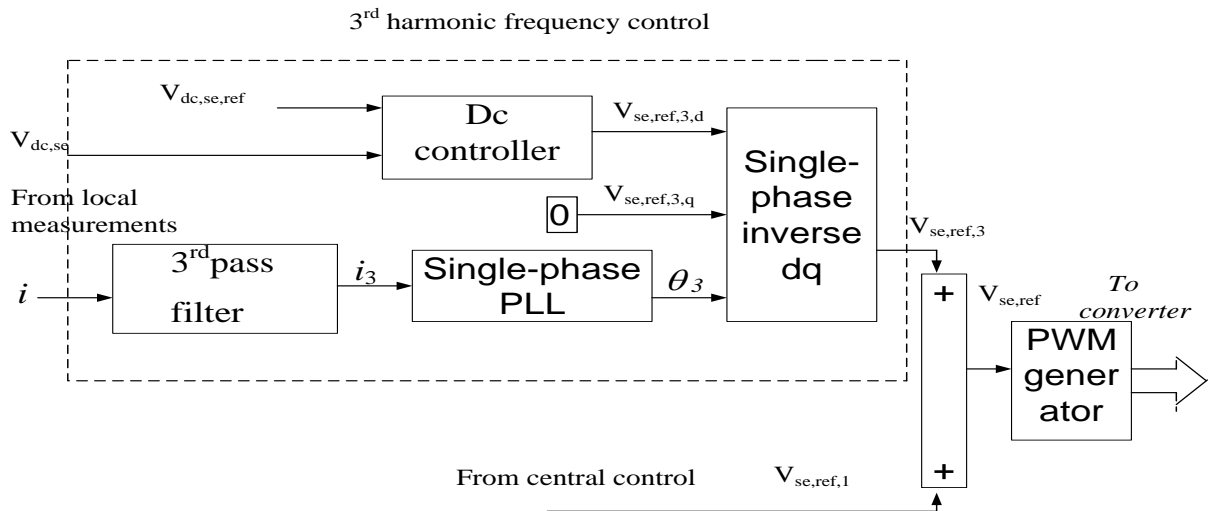 3rd harmonic frequency control
Vdc,se,ref
Vdc,se
Dc
controller
Vse,ref,3,d
From local
measurements
0
Vse,ref,3,q
Single-
phase
inverse
dq
i
3rd pass
filter
i3
Single-phase
PLL
θ3
Vse,ref,3
+
+
Vse,ref
To
converter
PWM
gener
ator
From central control
Vse,ref,1